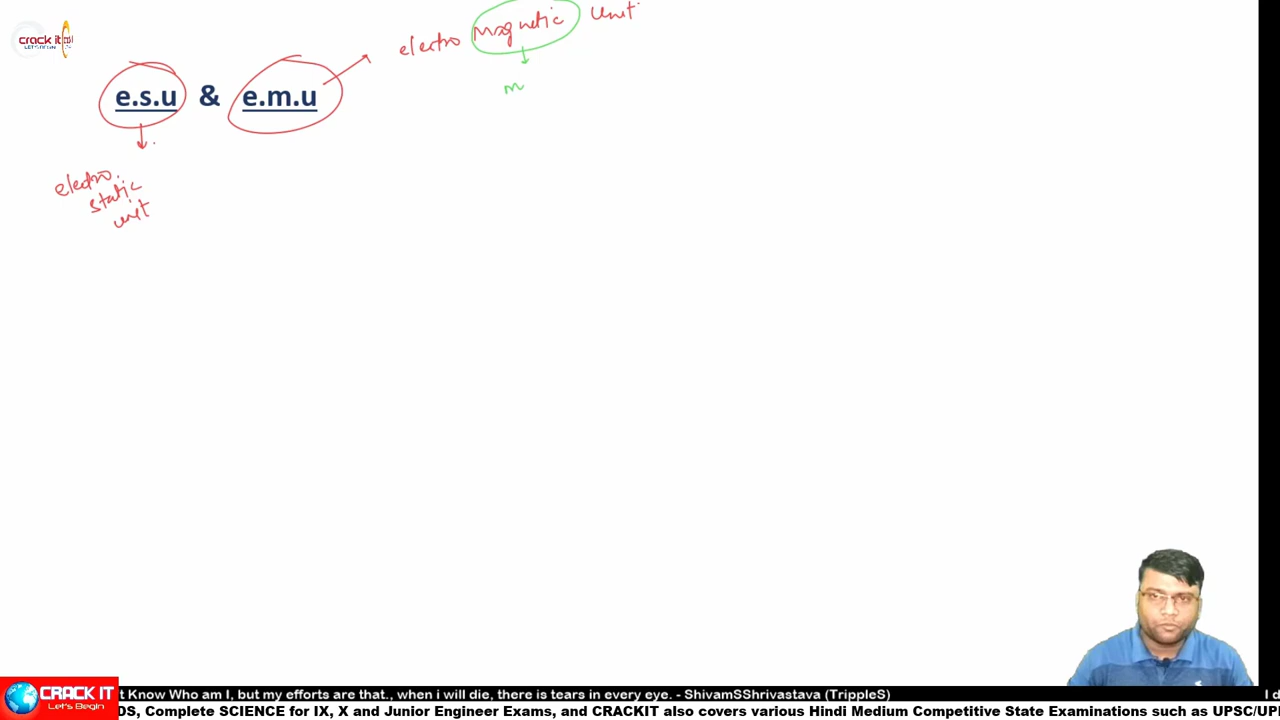 electro magnetic unit
crack it
LET'S BEGIN
m
e.s.u & e.m.u
electro.
static
unit
t Know Who am I, but my efforts are that., when i will die, there is tears in every eye. - ShivamSShrivastava (TrippleS) I d
CRACK IT
Let's Begin
DS, Complete SCIENCE for IX, X and Junior Engineer Exams, and CRACKIT also covers various Hindi Medium Competitive State Examinations such as UPSC/UP